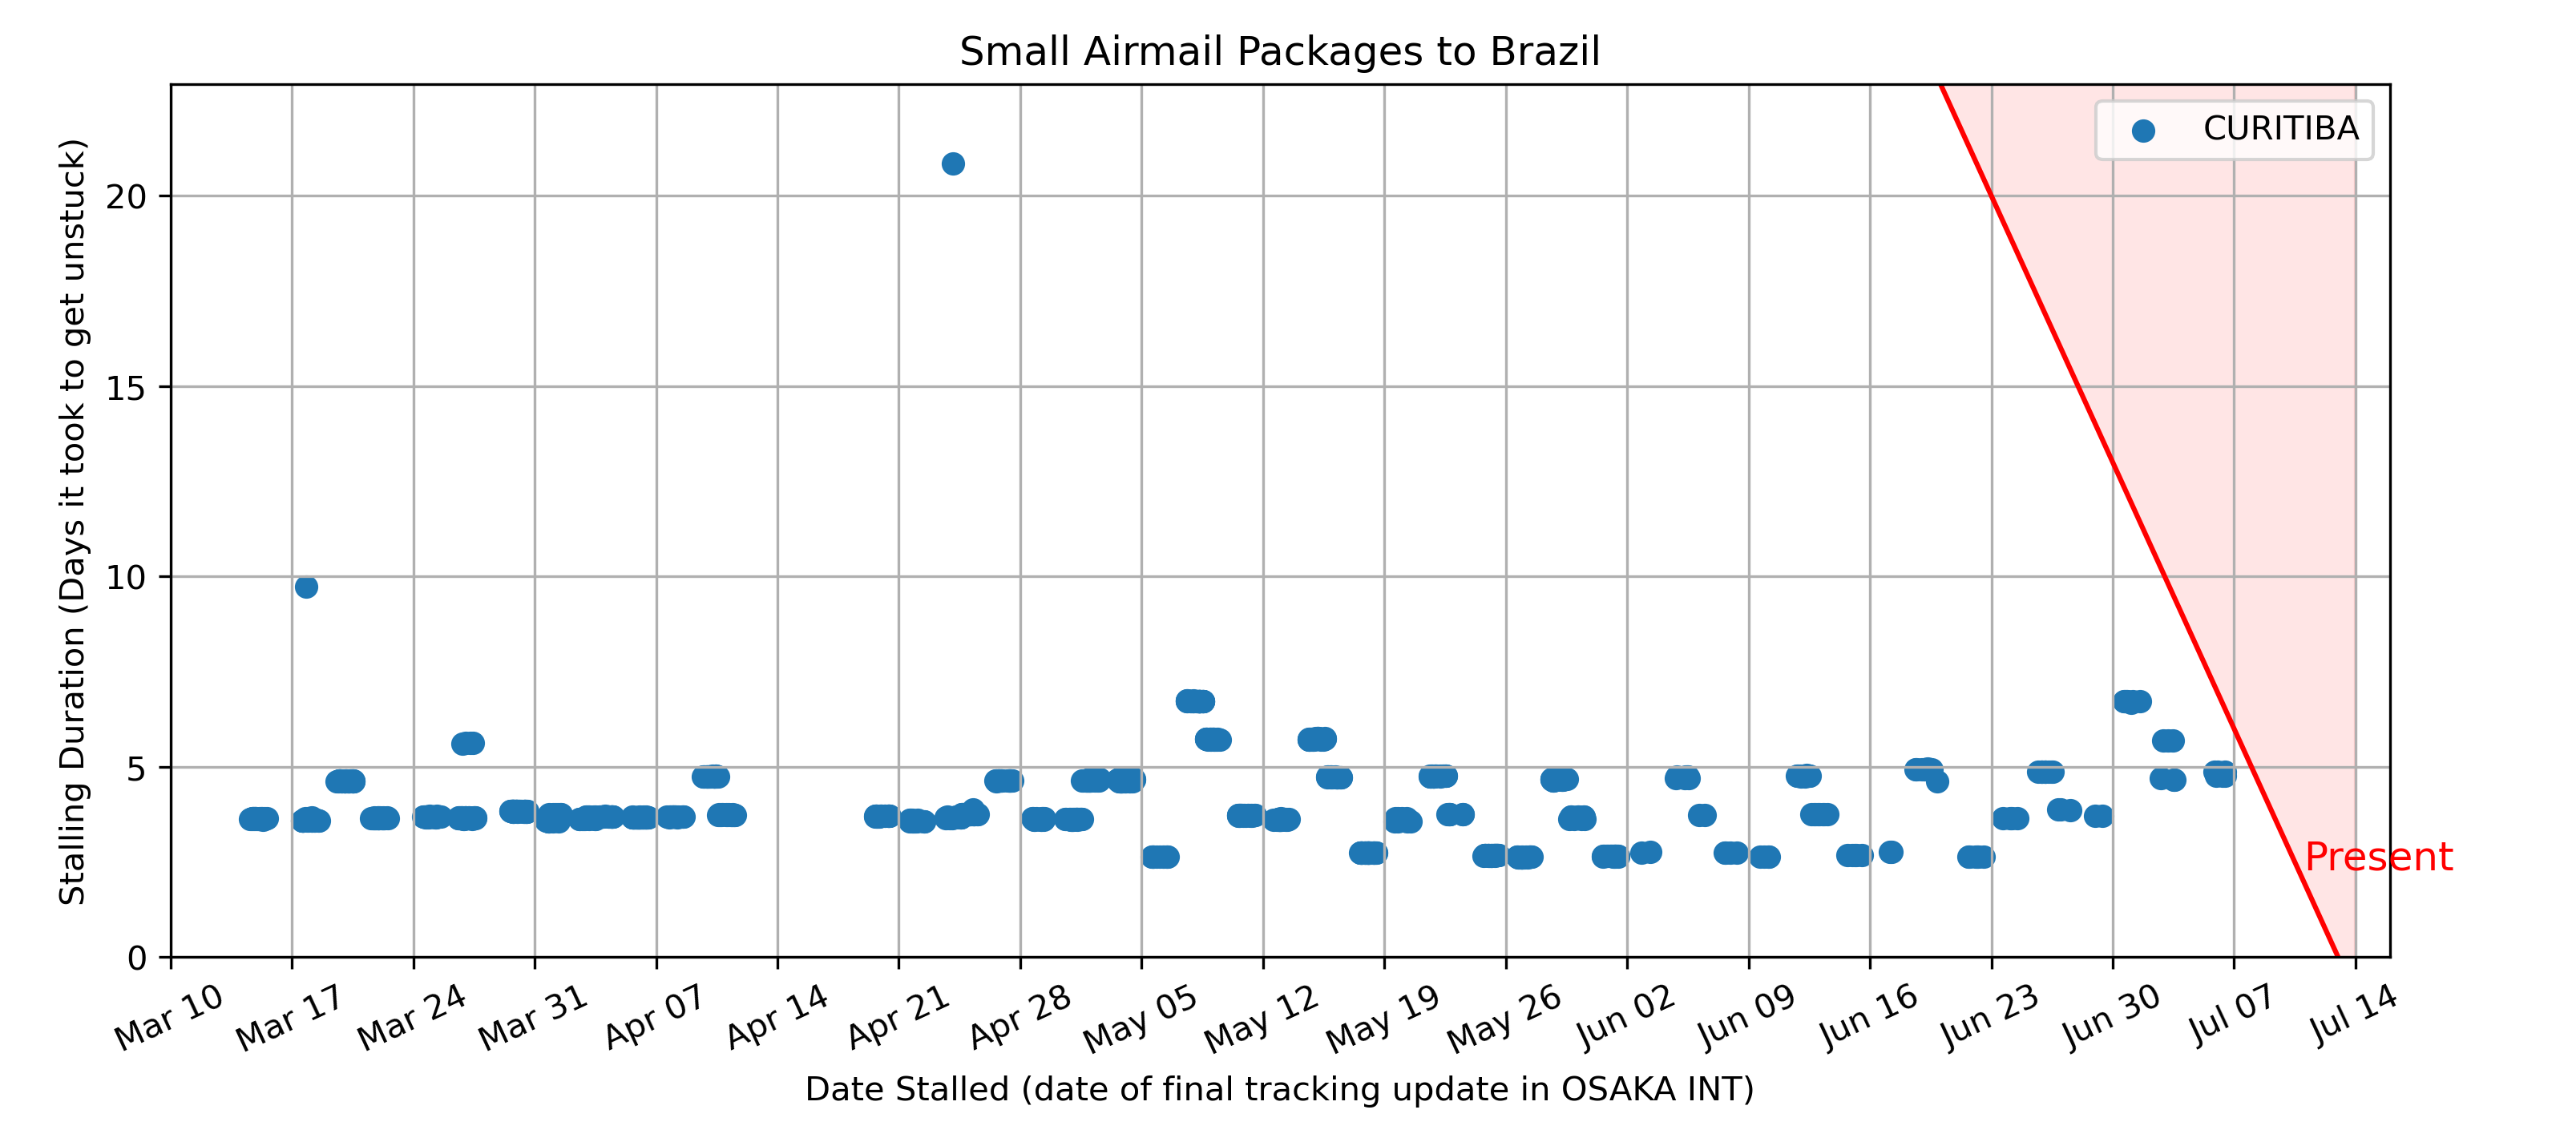 Small Airmail Packages to Brazil
CURITIBA
Stalling Duration (Days it took to get unstuck)
20
15
10
5
0
Present
Mar 10
Mar 17
Mar 24
Mar 31
Apr 07
Apr 14
Apr 21
Apr 28
May 05
May 12
May 19
May 26
Jun 02
Jun 09
Jun 16
Jun 23
Jun 30
Jul 07
Jul 14
Date Stalled (date of final tracking update in OSAKA INT)